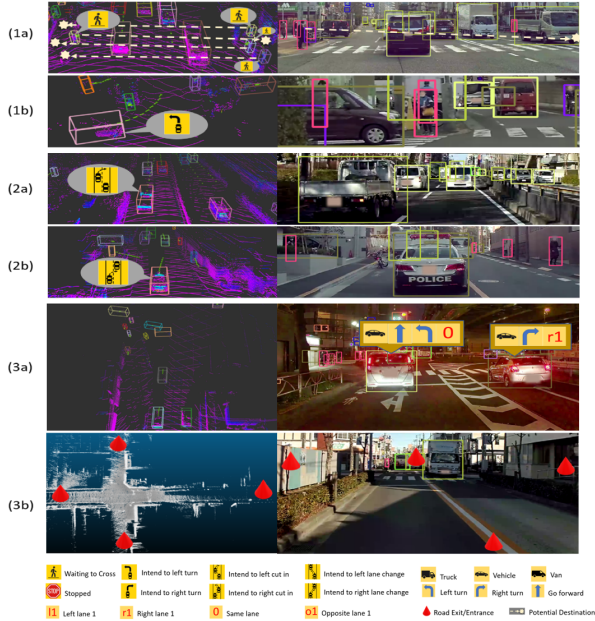 (1a)
(1b)
(2a)
(2b)
POLICE
(3a)
0
r1
(3b)
Waiting to Cross
Intend to left turn
Intend to left cut in
Intend to left lane change
Truck
Vehicle
Van
STOP
Stopped
Intend to right turn
Intend to right cut in
Intend to right lane change
Left turn
Right turn
Go forward
l1 Left lane 1
r1 Right lane 1
0 Same lane
o1 Opposite lane 1
Road Exit/Entrance
Potential Destination